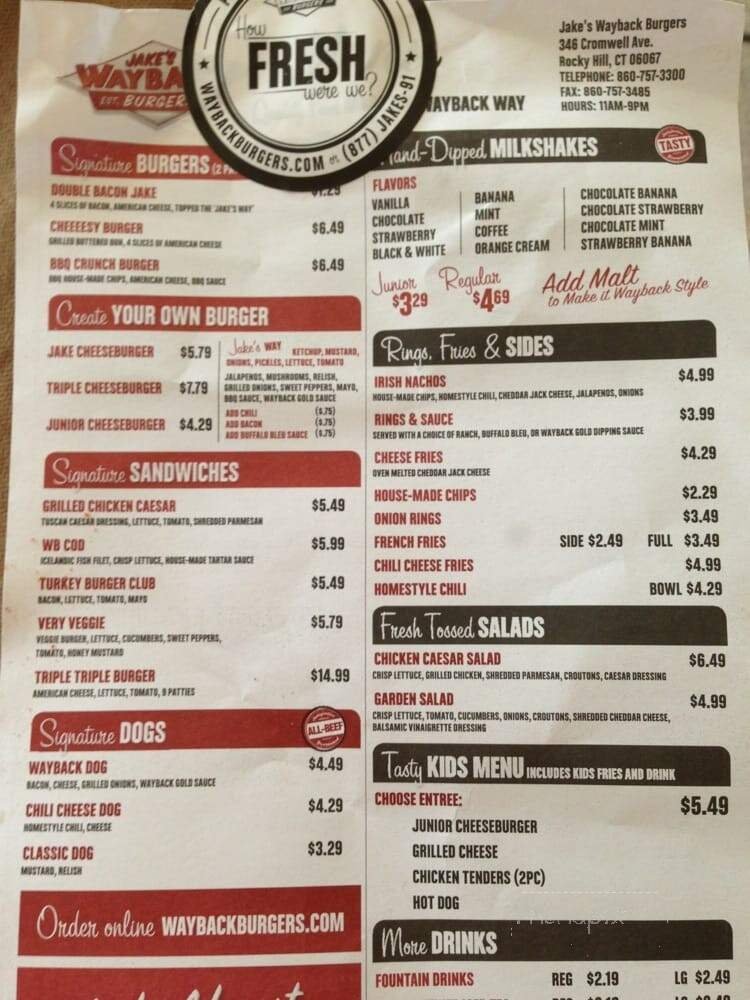 JAKE'S
WAYBA
EST. BURGER
BURGERS
How
FRESH
were we?
WAYBACKBURGERS.COM or (877) JAKES-91
Jake's Wayback Burgers
346 Cromwell Ave.
Rocky Hill, CT 06067
TELEPHONE: 860-757-3300
FAX: 860-757-3485
HOURS: 11AM-9PM
WAYBACK WAY
Signature BURGERS (2 PA
DOUBLE BACON JAKE
4 SLICES OF BACON, AMERICAN CHEESE, TOPPED THE 'JAKE'S WAY'
CHEEEESY BURGER $6.49
GRILLED BUTTERED BUN, 4 SLICES OF AMERICAN CHEESE
BBQ CRUNCH BURGER $6.49
BBQ HOUSE-MADE CHIPS, AMERICAN CHEESE, BBQ SAUCE
Create YOUR OWN BURGER
JAKE CHEESEBURGER $5.79
TRIPLE CHEESEBURGER $7.79
JUNIOR CHEESEBURGER $4.29
Jake's WAY KETCHUP, MUSTARD,
ONIONS, PICKLES, LETTUCE, TOMATO
JALAPENOS, MUSHROOMS, RELISH,
GRILLED ONIONS, SWEET PEPPERS, MAYO,
BBQ SAUCE, WAYBACK GOLD SAUCE
ADD CHILI ($.75)
ADD BACON ($.75)
ADD BUFFALO BLEU SAUCE ($.75)
Signature SANDWICHES
GRILLED CHICKEN CAESAR $5.49
TUSCAN CAESAR DRESSING, LETTUCE, TOMATO, SHREDDED PARMESAN
WB COD $5.99
ICELANDIC FISH FILET, CRISP LETTUCE, HOUSE-MADE TARTAR SAUCE
TURKEY BURGER CLUB $5.49
BACON, LETTUCE, TOMATO, MAYO
VERY VEGGIE $5.79
VEGGIE BURGER, LETTUCE, CUCUMBERS, SWEET PEPPERS,
TOMATO, HONEY MUSTARD
TRIPLE TRIPLE BURGER $14.99
AMERICAN CHEESE, LETTUCE, TOMATO, 9 PATTIES
Signature DOGS ALL-BEEF
WAYBACK DOG $4.49
BACON, CHEESE, GRILLED ONIONS, WAYBACK GOLD SAUCE
CHILI CHEESE DOG $4.29
HOMESTYLE CHILI, CHEESE
CLASSIC DOG $3.29
MUSTARD, RELISH
Order online WAYBACKBURGERS.COM
Hand-Dipped MILKSHAKES TASTY
FLAVORS
VANILLA
CHOCOLATE
STRAWBERRY
BLACK & WHITE
BANANA
MINT
COFFEE
ORANGE CREAM
CHOCOLATE BANANA
CHOCOLATE STRAWBERRY
CHOCOLATE MINT
STRAWBERRY BANANA
Junior $3.29
Regular $4.69
Add Malt
to Make it Wayback Style
Rings, Fries & SIDES
IRISH NACHOS $4.99
HOUSE-MADE CHIPS, HOMESTYLE CHILI, CHEDDAR JACK CHEESE, JALAPENOS, ONIONS
RINGS & SAUCE $3.99
SERVED WITH A CHOICE OF RANCH, BUFFALO BLEU, OR WAYBACK GOLD DIPPING SAUCE
CHEESE FRIES $4.29
OVEN MELTED CHEDDAR JACK CHEESE
HOUSE-MADE CHIPS $2.29
ONION RINGS $3.49
FRENCH FRIES SIDE $2.49 FULL $3.49
CHILI CHEESE FRIES $4.99
HOMESTYLE CHILI BOWL $4.29
Fresh Tossed SALADS
CHICKEN CAESAR SALAD $6.49
CRISP LETTUCE, GRILLED CHICKEN, SHREDDED PARMESAN, CROUTONS, CAESAR DRESSING
GARDEN SALAD $4.99
CRISP LETTUCE, TOMATO, CUCUMBERS, ONIONS, CROUTONS, SHREDDED CHEDDAR CHEESE,
BALSAMIC VINAIGRETTE DRESSING
Tasty KIDS MENU INCLUDES KIDS FRIES AND DRINK
CHOOSE ENTREE: $5.49
JUNIOR CHEESEBURGER
GRILLED CHEESE
CHICKEN TENDERS (2PC)
HOT DOG
More DRINKS
FOUNTAIN DRINKS REG $2.19 LG $2.49